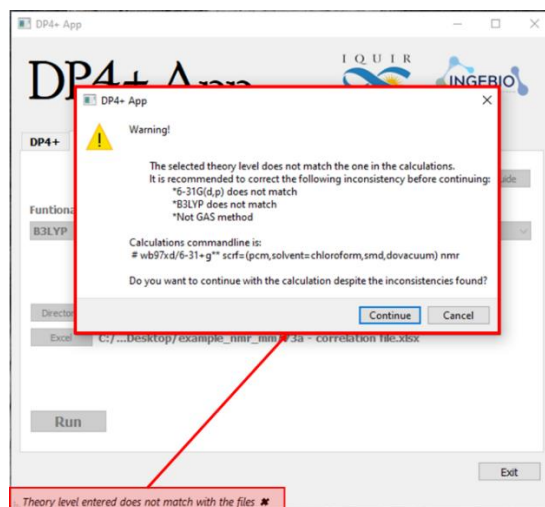 DP4+ App
DP4+ App
IQUIR
INGEBIO
DP4+ App
DP4+
Warning!
The selected theory level does not match the one in the calculations.
It is recommended to correct the following inconsistency before continuing:
*6-31G(d,p) does not match
*B3LYP does not match
*Not GAS method
Calculations commandline is:
# wb97xd/6-31+g** scrf=(pcm,solvent=chloroform,smd,dovacuum) nmr
Do you want to continue with the calculation despite the inconsistencies found?
Continue Cancel
Funtiona
B3LYP
Director
Excel C:/...Desktop/example_nmr_mm/73a - correlation file.xlsx
Run
Exit
Theory level entered does not match with the files ✖